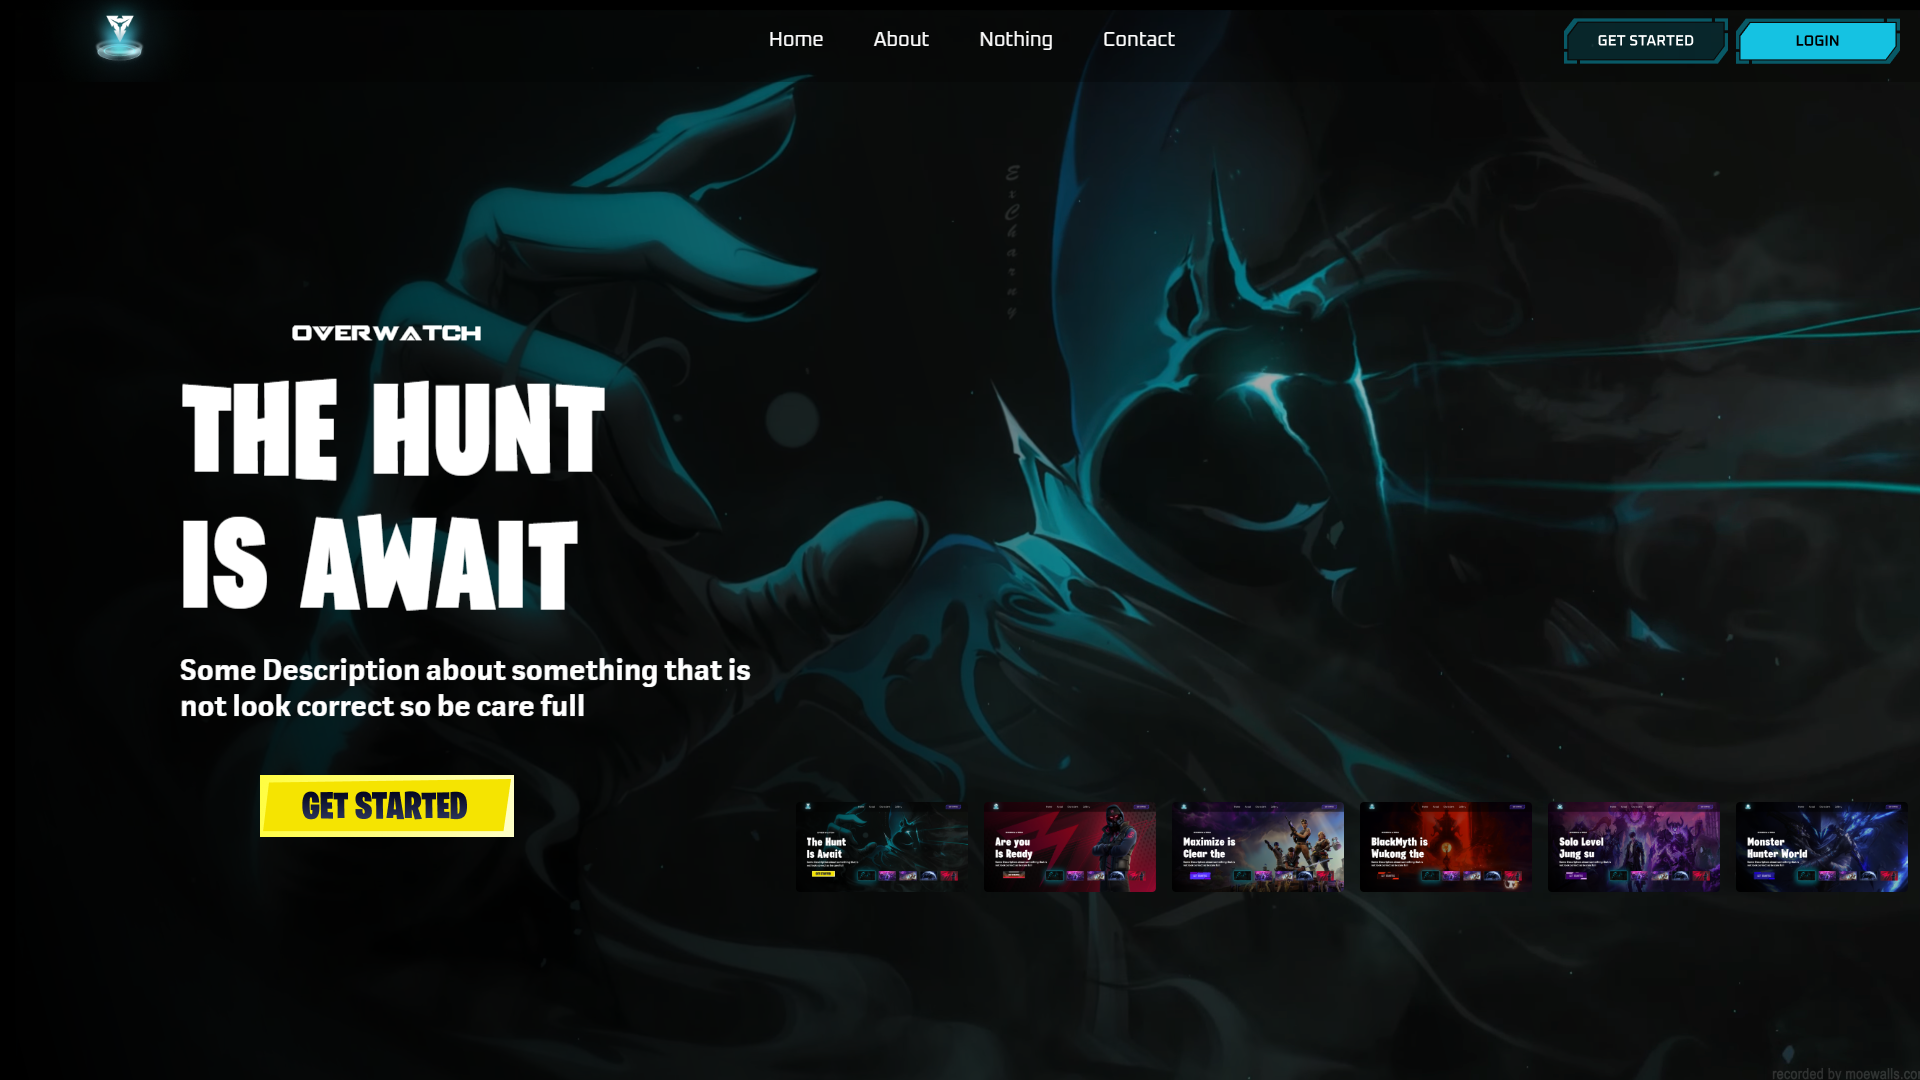 Home
About
Nothing
Contact
GET STARTED
LOGIN
ErCharny
OVERWATCH
THE HUNT
IS AWAIT
Some Description about something that is
not look correct so be care full
GET STARTED
The Hunt
Is Await
Are you
Is Ready
Maximize is
Clear the
BlackMyth is
Wukong the
Solo Level
Jung su
Monster
Hunter World
recorded by moewalls.com